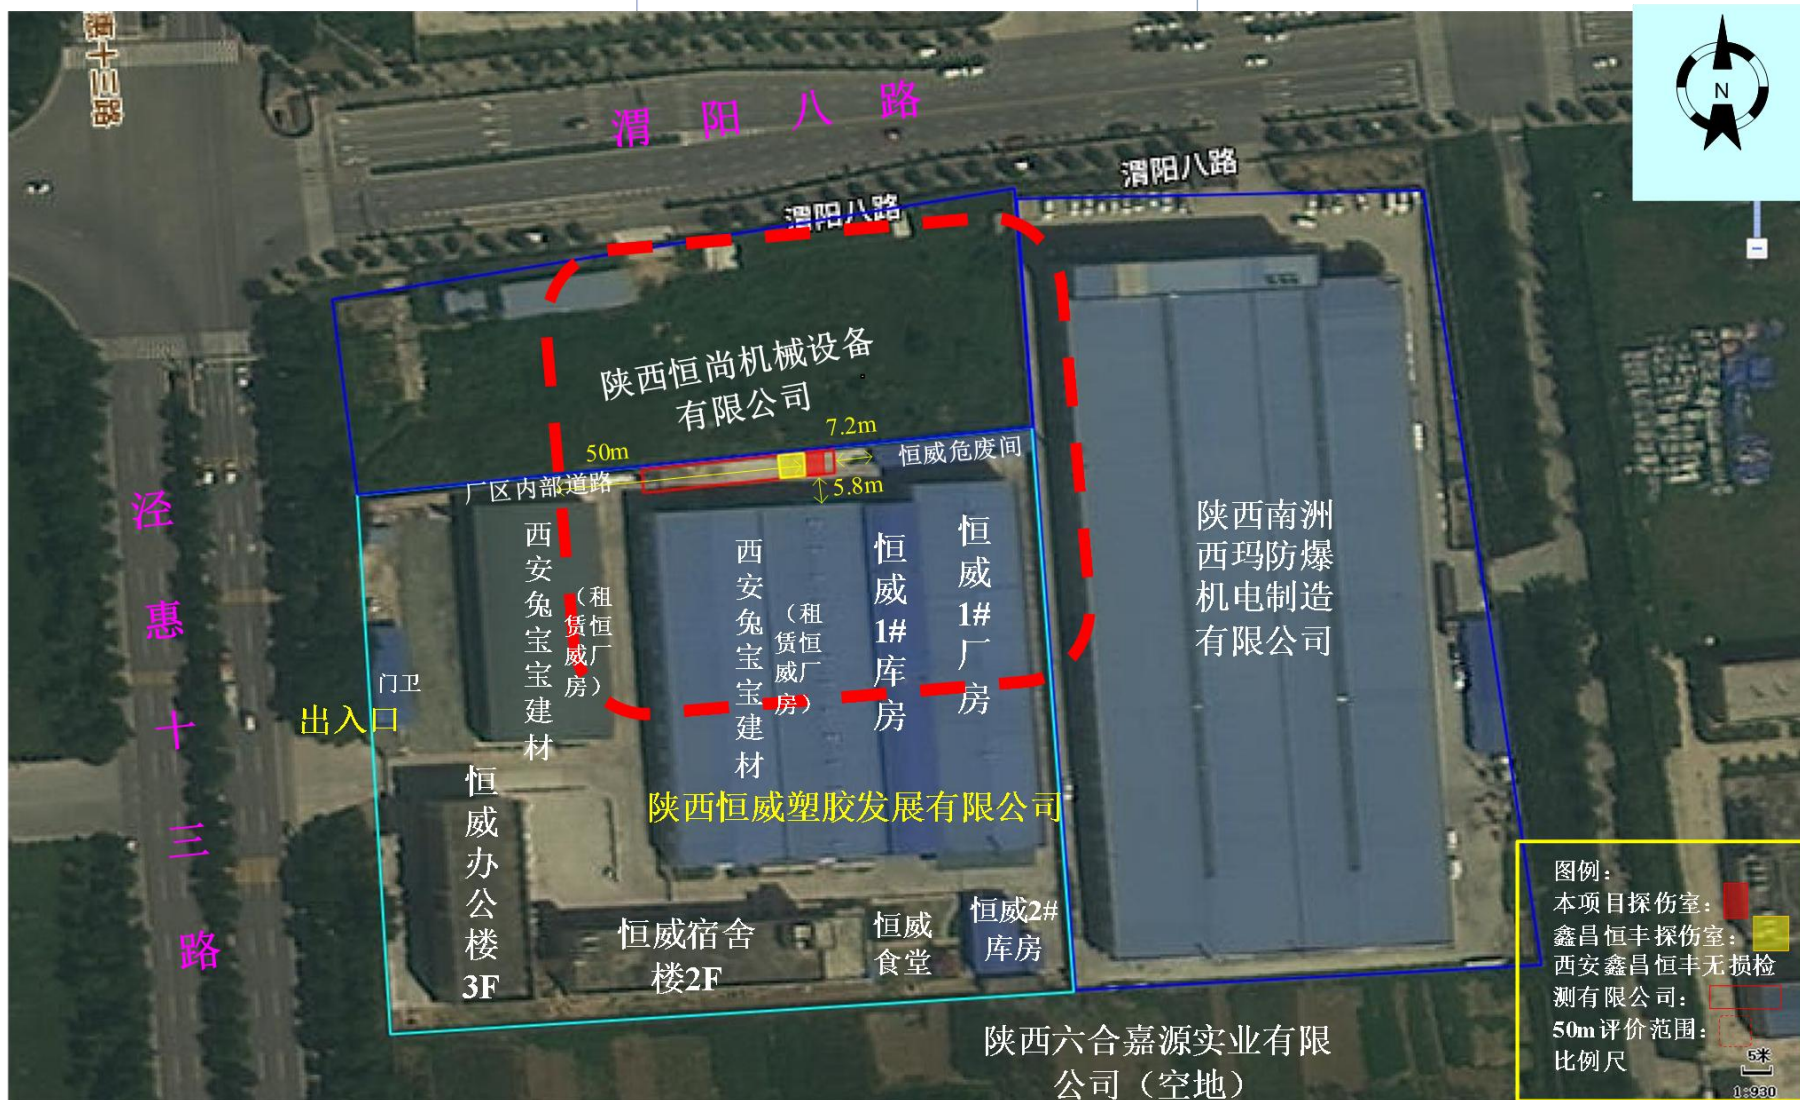 惠十三路
渭阳八路
N
渭阳八路
渭阳八路
陕西恒尚机械设备
有限公司
7.2m
50m
恒威危废间
厂区内部道路
5.8m
泾惠十三路
西安兔宝宝建材
（租
赁恒
威厂
房）
西安兔宝宝建材
（租
赁恒
威厂
房）
恒威1#库房
恒威1#厂房
陕西南洲
西玛防爆
机电制造
有限公司
门卫
出入口
陕西恒威塑胶发展有限公司
恒威办公楼3F
恒威宿舍
楼2F
恒威
食堂
恒威2#
库房
陕西六合嘉源实业有限
公司（空地）
图例：
本项目探伤室：
鑫昌恒丰探伤室：
西安鑫昌恒丰无损检
测有限公司：
50m评价范围：
比例尺
5米
1:930